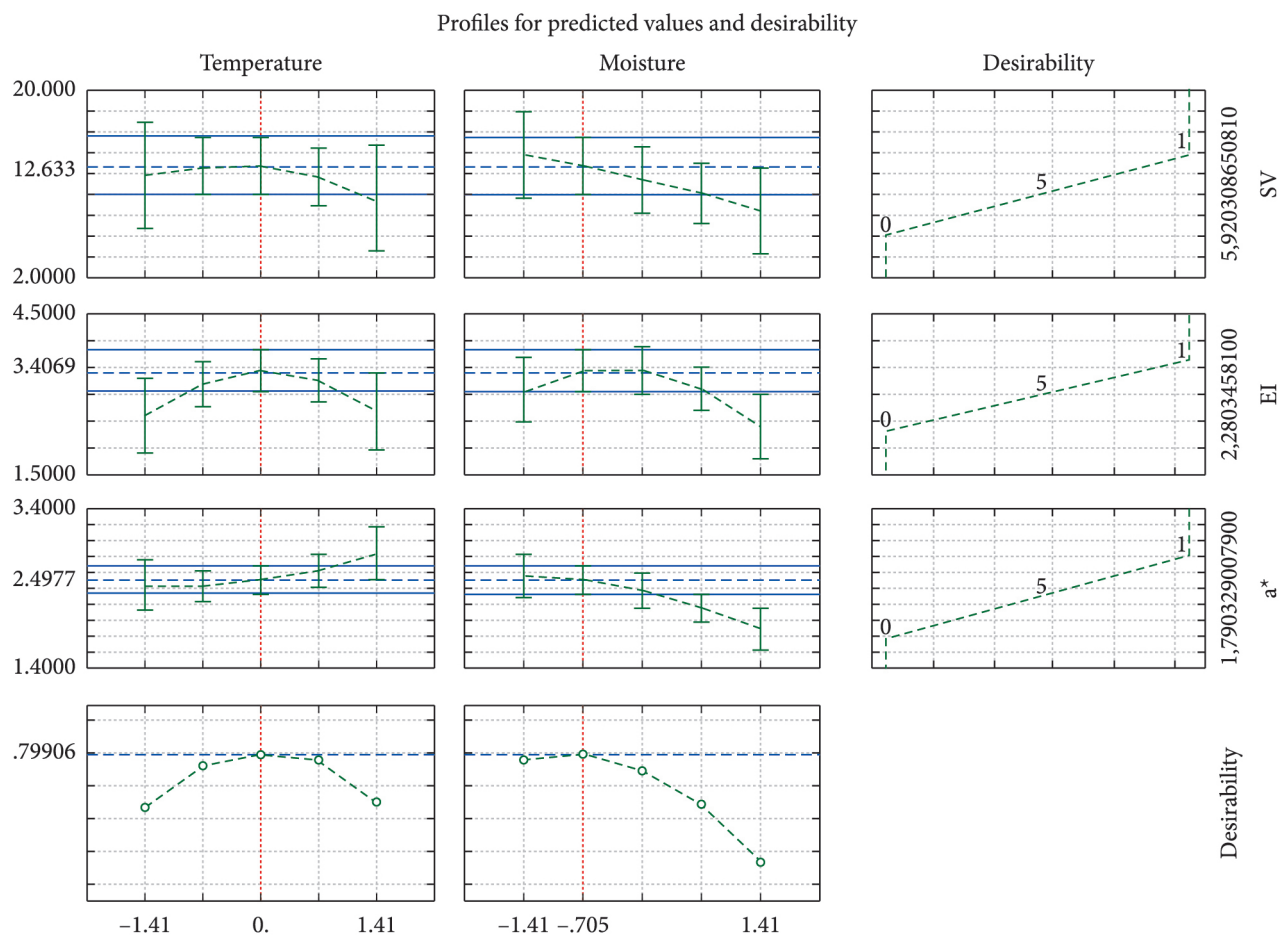 Profiles for predicted values and desirability
Temperature
Moisture
Desirability
20.000
12.633
2.0000
0
5
1
5,920308650810
SV
4.5000
3.4069
1.5000
0
5
1
2,2803458100
EI
3.4000
2.4977
1.4000
0
5
1
1,790329007900
a*
.79906
Desirability
−1.41 0. 1.41
−1.41 −.705 1.41